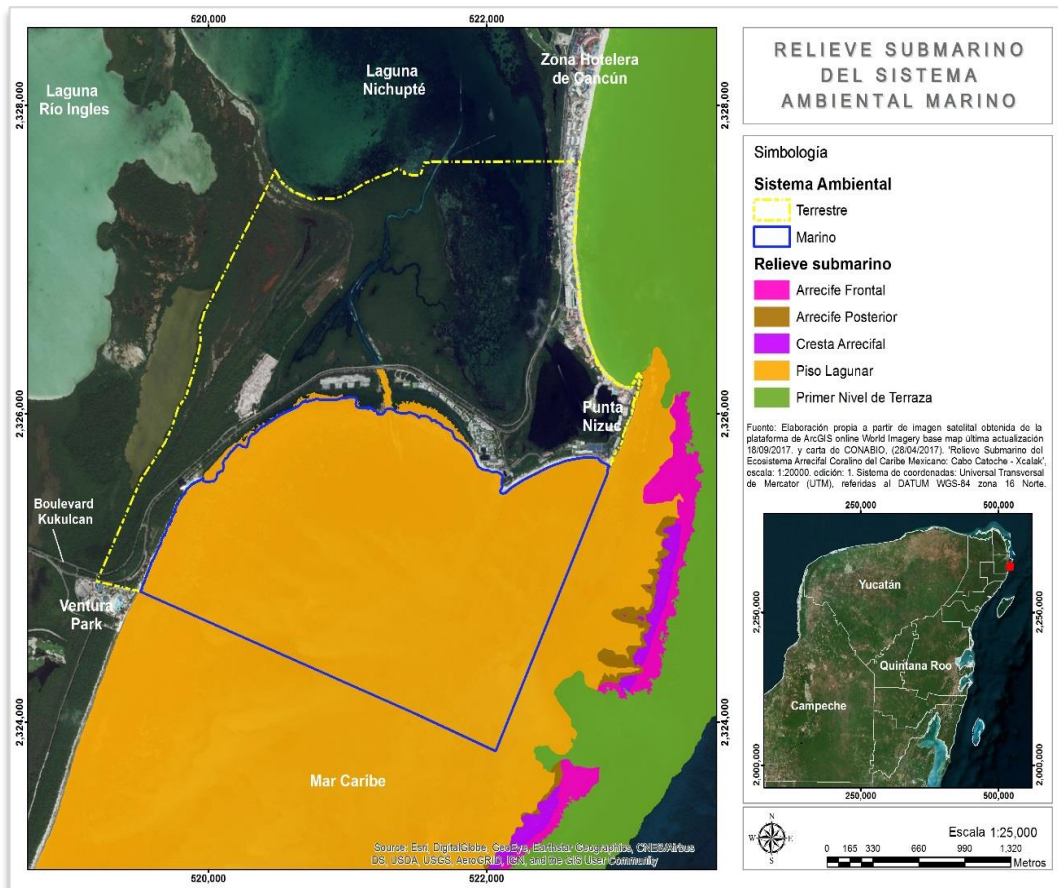 520,000
522,000
2,328,000
2,328,000
Laguna
Río Ingles
Laguna
Nichupté
Zona Hotelera
de Cancún
2,326,000
2,326,000
Punta
Nizuc
Boulevard
Kukulcan
Ventura
Park
2,324,000
2,324,000
Mar Caribe
Source: Esri, DigitalGlobe, GeoEye, Earthstar Geographics, CNES/Airbus
DS, USDA, USGS, AeroGRID, IGN, and the GIS User Community
520,000
522,000
RELIEVE SUBMARINO
DEL SISTEMA
AMBIENTAL MARINO
Simbología
Sistema Ambiental
Terrestre
Marino
Relieve submarino
Arrecife Frontal
Arrecife Posterior
Cresta Arrecifal
Piso Lagunar
Primer Nivel de Terraza
Fuente: Elaboración propia a partir de imagen satelital obtenida de la
plataforma de ArcGIS online World Imagery base map última actualización
18/09/2017. y carta de CONABIO, (28/04/2017). 'Relieve Submarino del
Ecosistema Arrecifal Coralino del Caribe Mexicano: Cabo Catoche - Xcalak',
escala: 1:20000. edición: 1. Sistema de coordenadas: Universal Transversal
de Mercator (UTM), referidas al DATUM WGS-84 zona 16 Norte.
250,000
500,000
2,250,000
2,250,000
Yucatán
Quintana Roo
Campeche
2,000,000
2,000,000
250,000
500,000
N
W
E
S
Escala 1:25,000
0 165 330 660 990 1,320
Metros